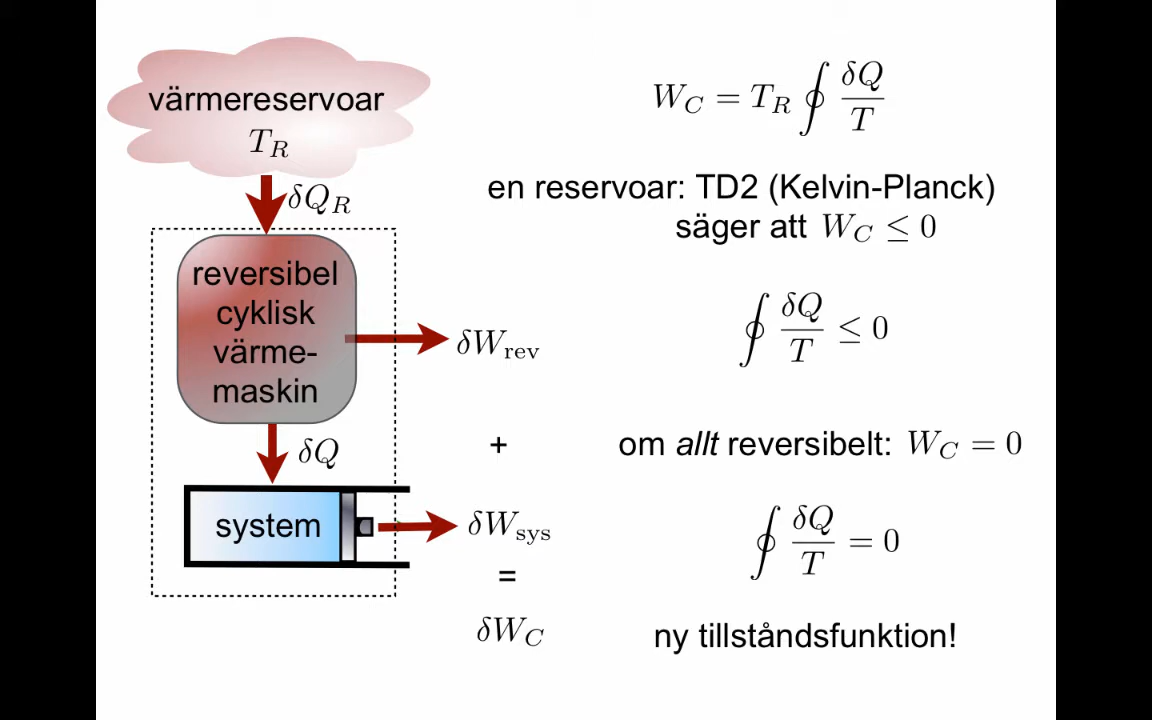 värmereservoar
T_R
δQ_R
reversibel
cyklisk
värme-
maskin
δW_rev
δQ
+
system
δW_sys
=
δW_C
W_C = T_R ∮ δQ/T
en reservoar: TD2 (Kelvin-Planck)
säger att W_C ≤ 0
∮ δQ/T ≤ 0
om allt reversibelt: W_C = 0
∮ δQ/T = 0
ny tillståndsfunktion!